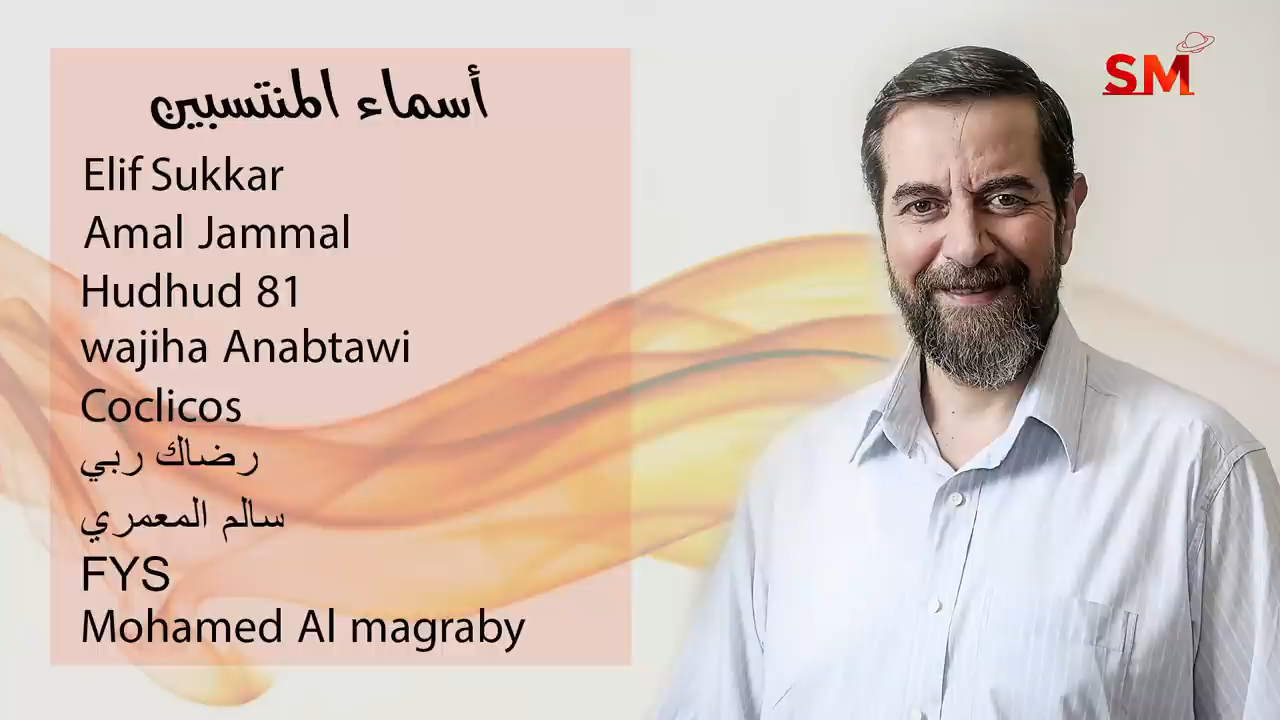 أسماء المنتسبين
Elif Sukkar
Amal Jammal
Hudhud 81
wajiha Anabtawi
Coclicos
رضاك ربي
سالم المعمري
FYS
Mohamed Al magraby
SM